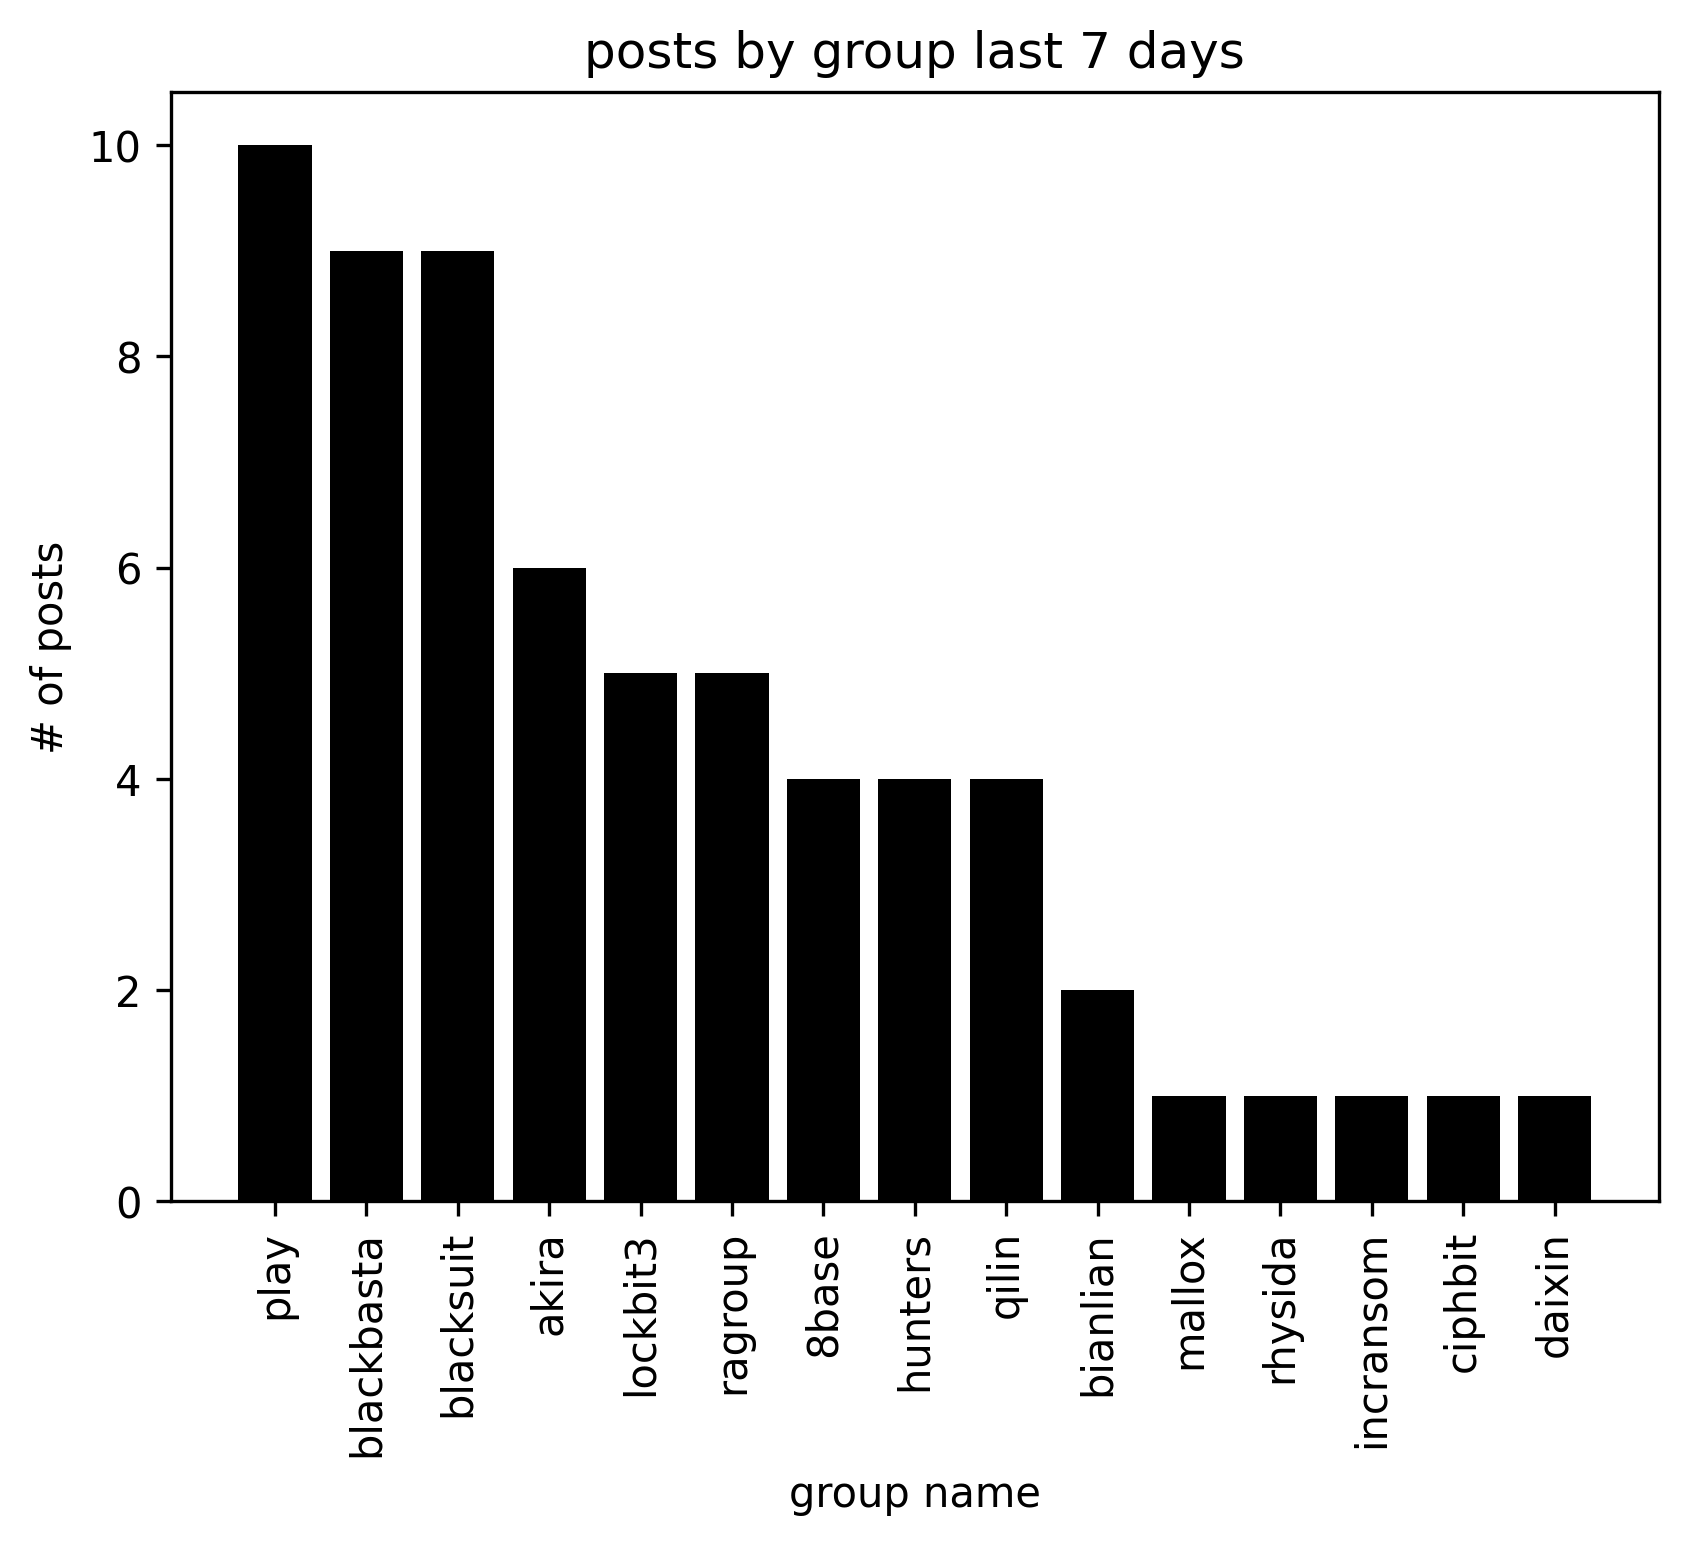 posts by group last 7 days
10
8
6
4
2
0
# of posts
play
blackbasta
blacksuit
akira
lockbit3
ragroup
8base
hunters
qilin
bianlian
mallox
rhysida
incransom
ciphbit
daixin
group name